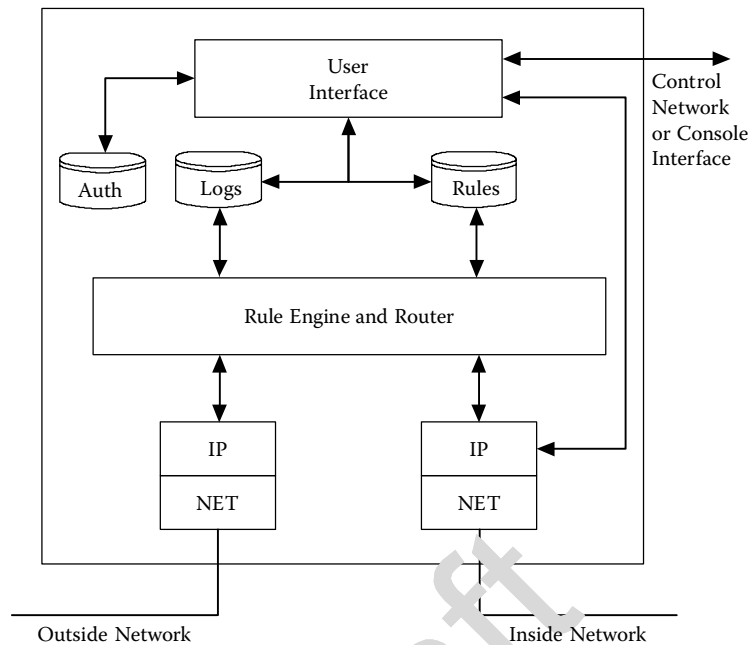 User
Interface
Control
Network
or Console
Interface
Auth
Logs
Rules
Rule Engine and Router
IP
IP
NET
NET
Outside Network
Inside Network